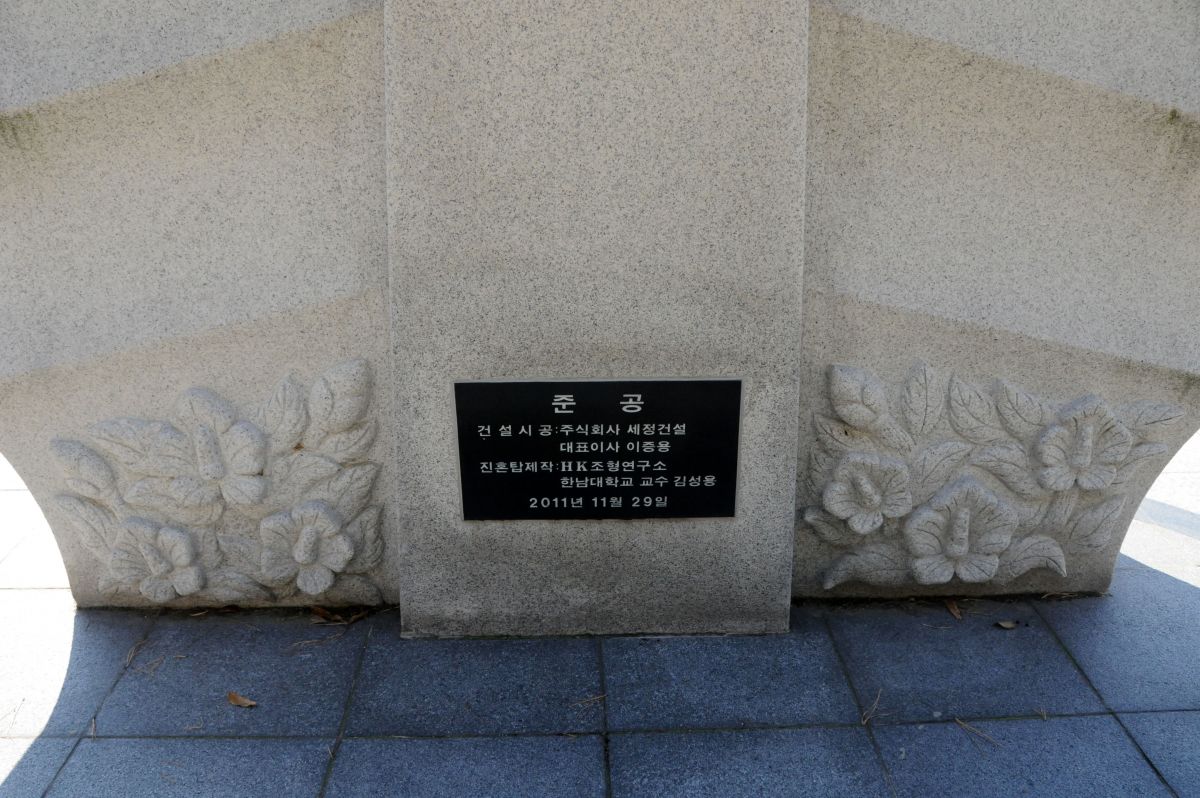 준 공
건 설 시 공 : 주식회사 세정건설
대표이사 이증용
진혼탑제작 : HK조형연구소
한남대학교 교수 김성용
2011년 11월 29일